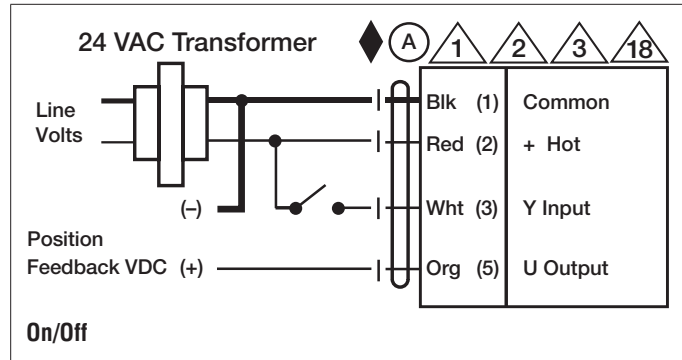 24 VAC Transformer
A 1 2 3 18
Line
Volts
Blk (1) Common
Red (2) + Hot
(–) Wht (3) Y Input
Position
Feedback VDC (+) Org (5) U Output
On/Off